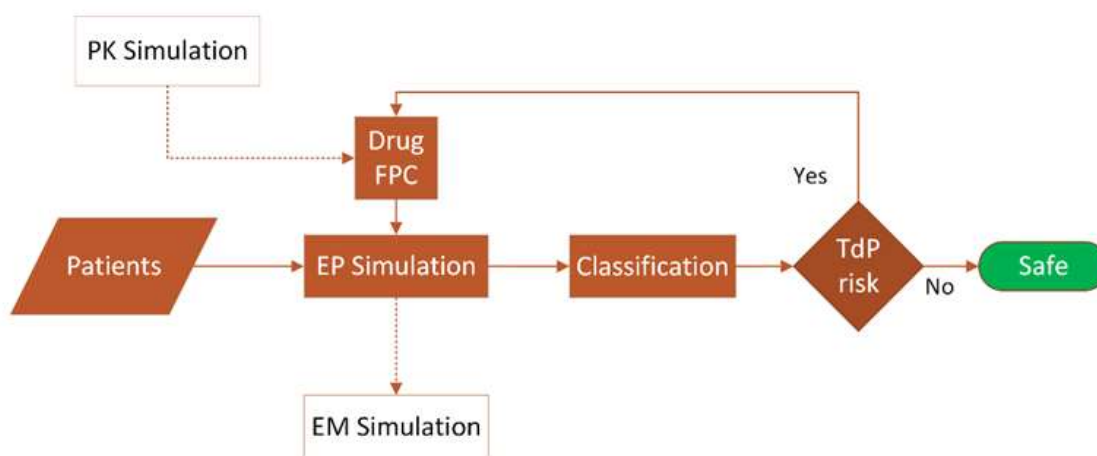 PK Simulation
Drug
FPC
Yes
Patients
EP Simulation
Classification
TdP
risk
No
Safe
EM Simulation